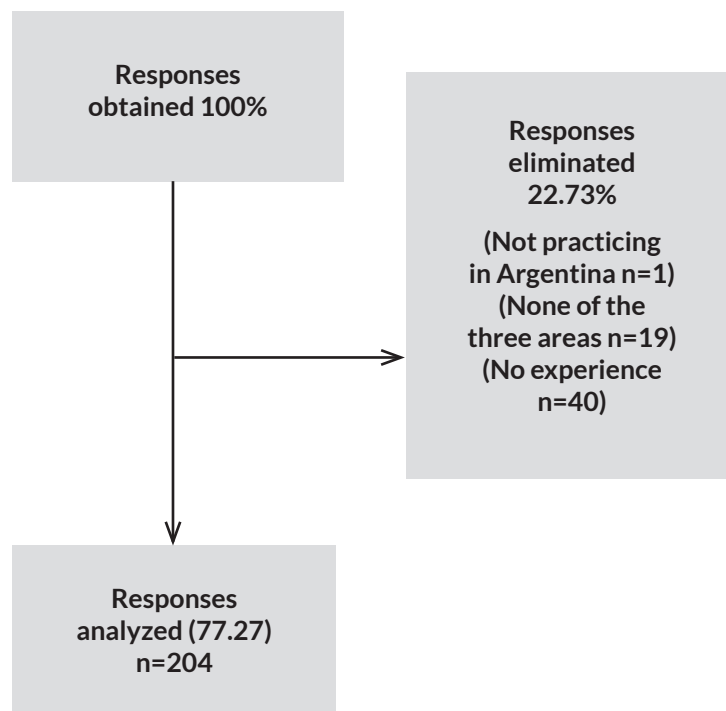 Responses
obtained 100%
Responses
eliminated
22.73%
(Not practicing
in Argentina n=1)
(None of the
three areas n=19)
(No experience
n=40)
Responses
analyzed (77.27)
n=204